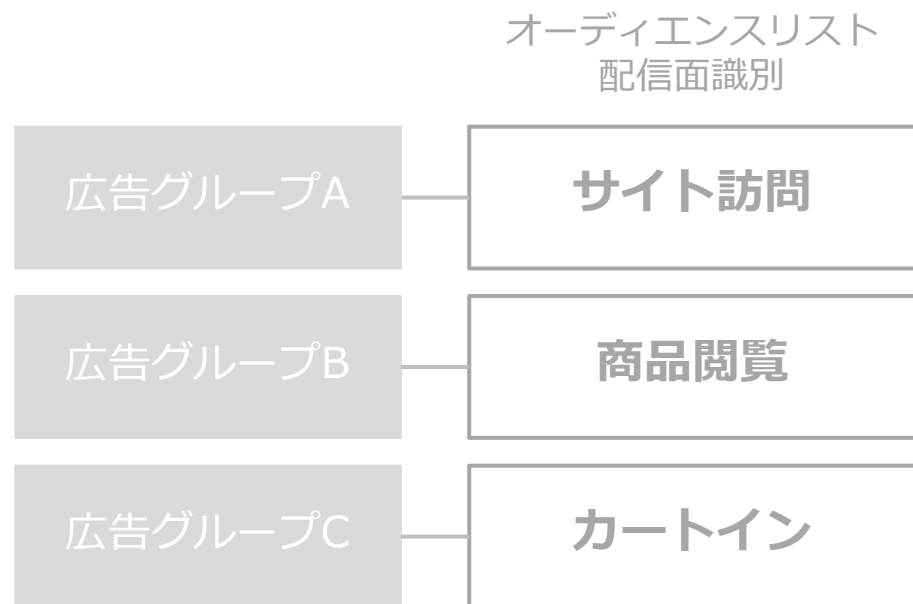 オーディエンスリスト
配信面識別
広告グループA
サイト訪問
広告グループB
商品閲覧
広告グループC
カートイン